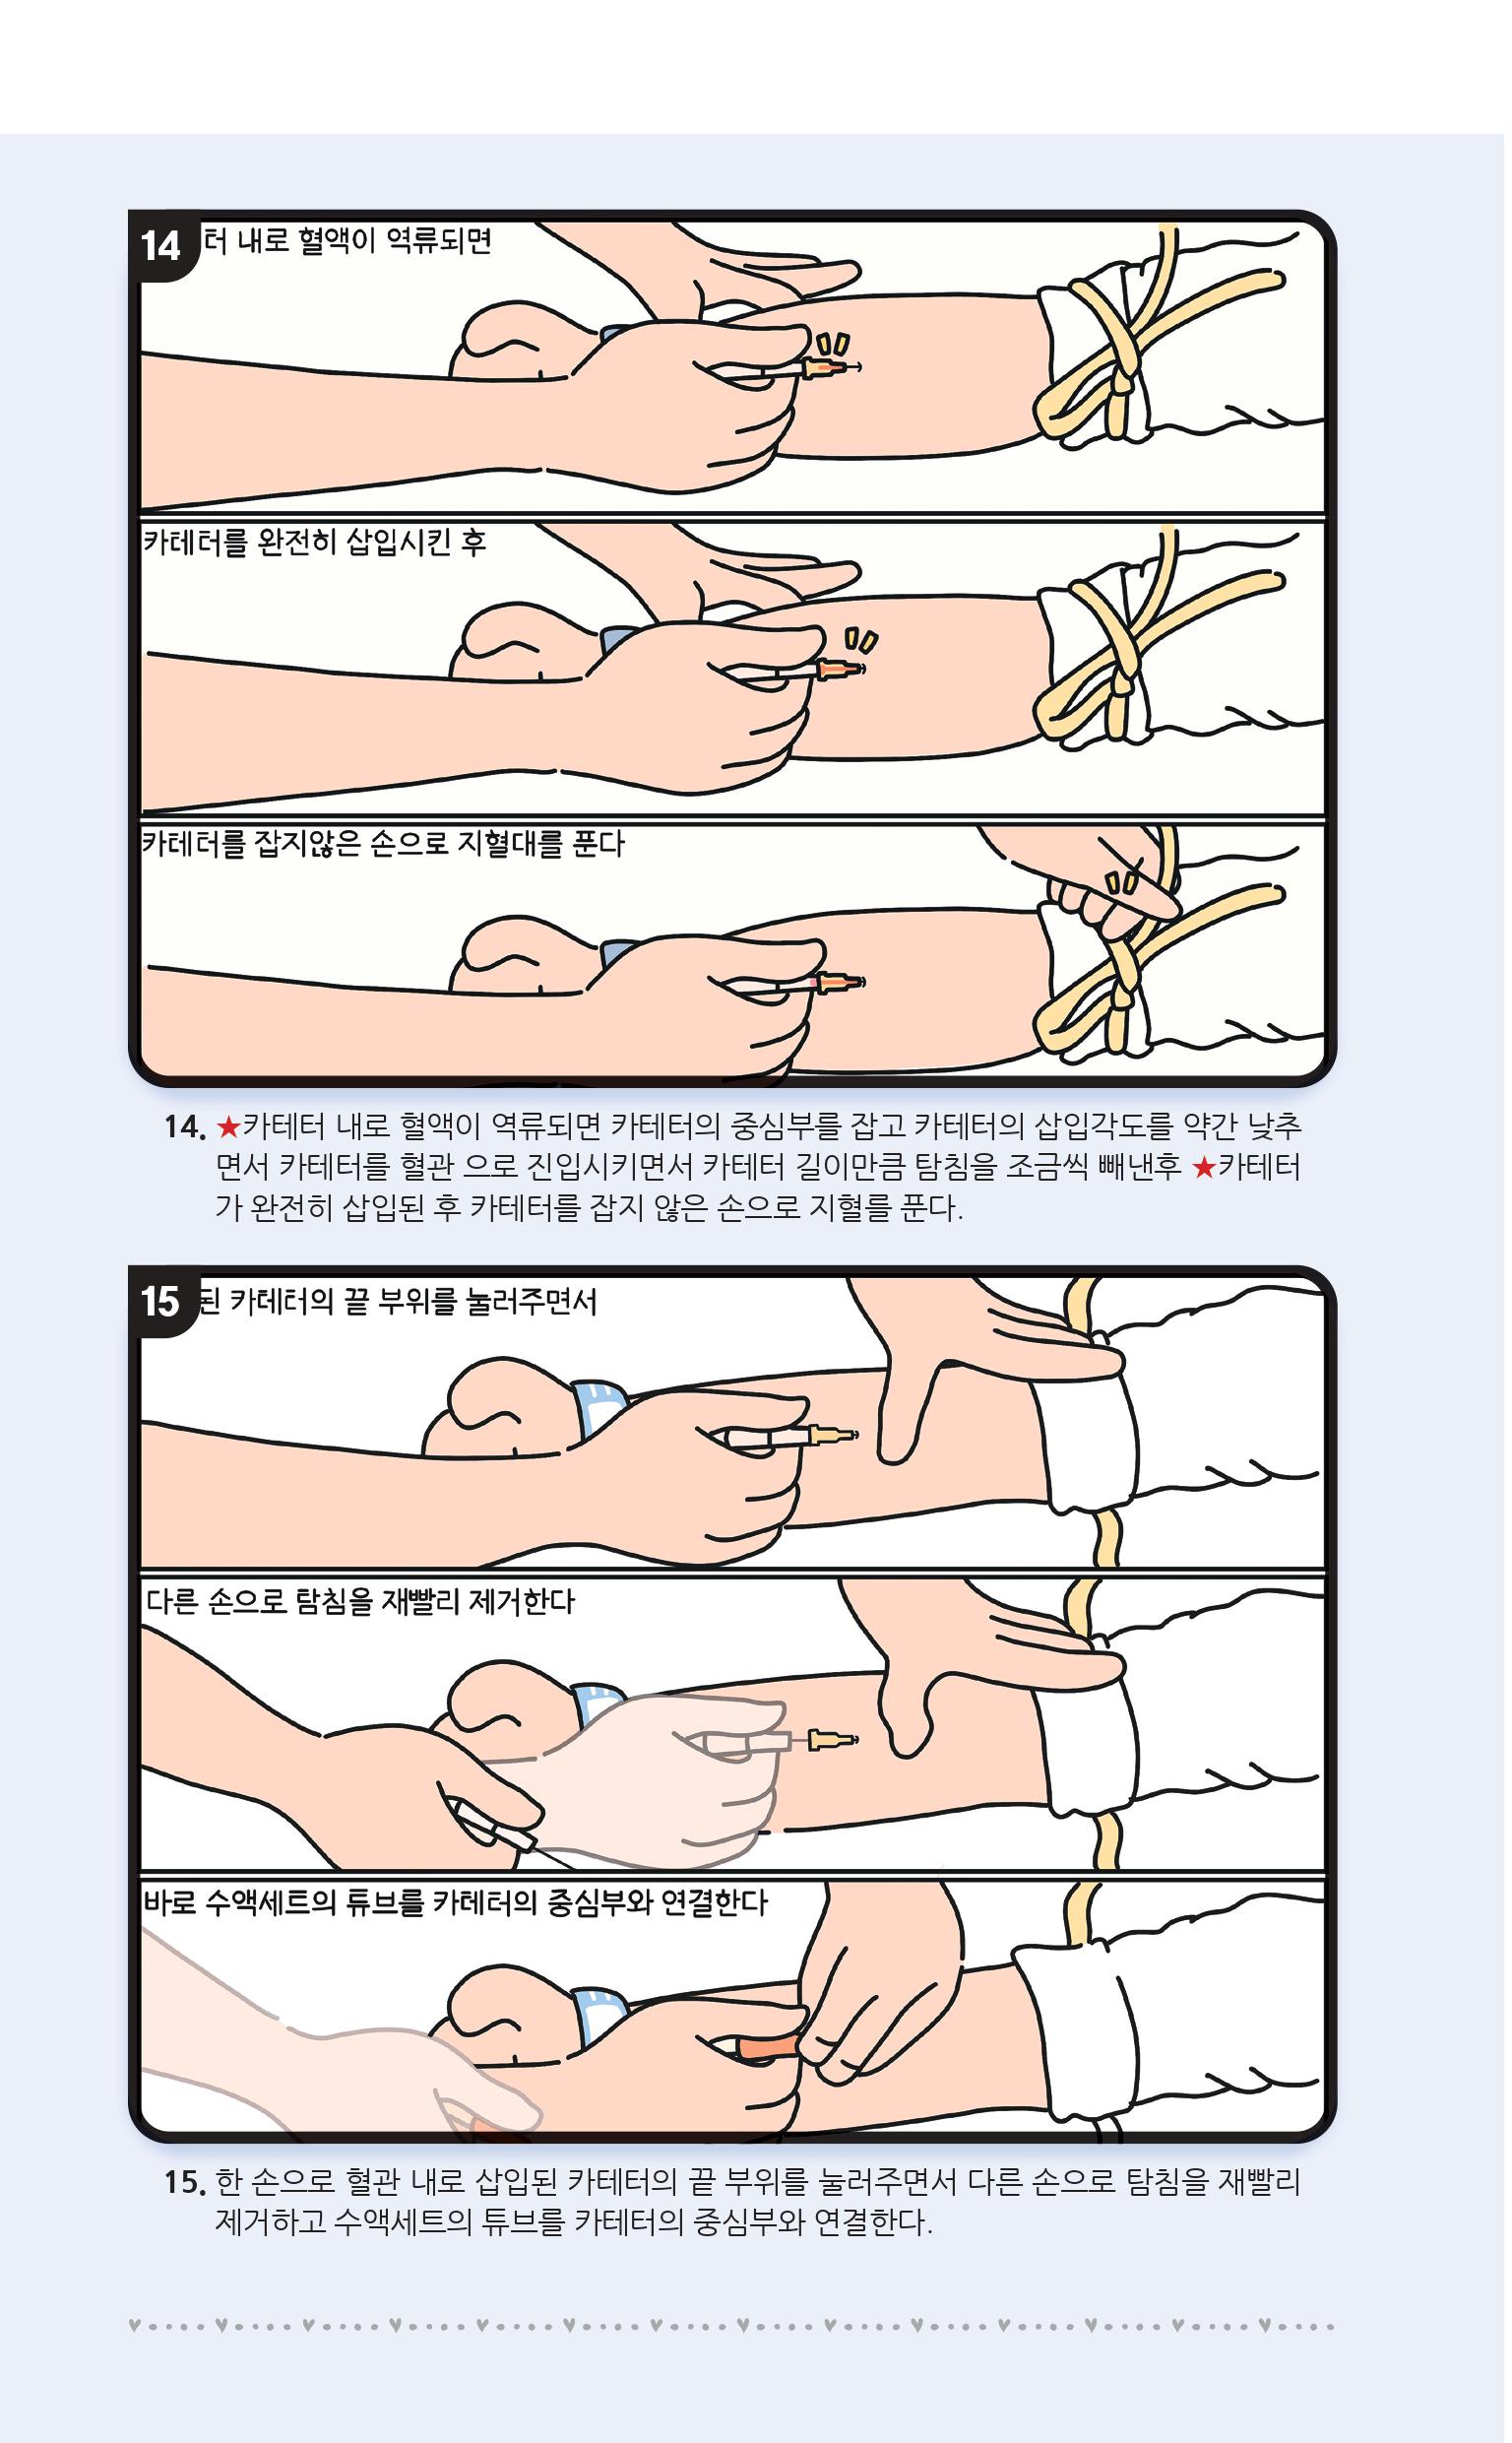 14
터 내로 혈액이 역류되면
카테터를 완전히 삽입시킨 후
카테터를 잡지않은 손으로 지혈대를 푼다
14. ★카테터 내로 혈액이 역류되면 카테터의 중심부를 잡고 카테터의 삽입각도를 약간 낮추
면서 카테터를 혈관 으로 진입시키면서 카테터 길이만큼 탐침을 조금씩 빼낸후 ★카테터
가 완전히 삽입된 후 카테터를 잡지 않은 손으로 지혈를 푼다.
15
된 카테터의 끝 부위를 눌러주면서
다른 손으로 탐침을 재빨리 제거한다
바로 수액세트의 튜브를 카테터의 중심부와 연결한다
15. 한 손으로 혈관 내로 삽입된 카테터의 끝 부위를 눌러주면서 다른 손으로 탐침을 재빨리
제거하고 수액세트의 튜브를 카테터의 중심부와 연결한다.